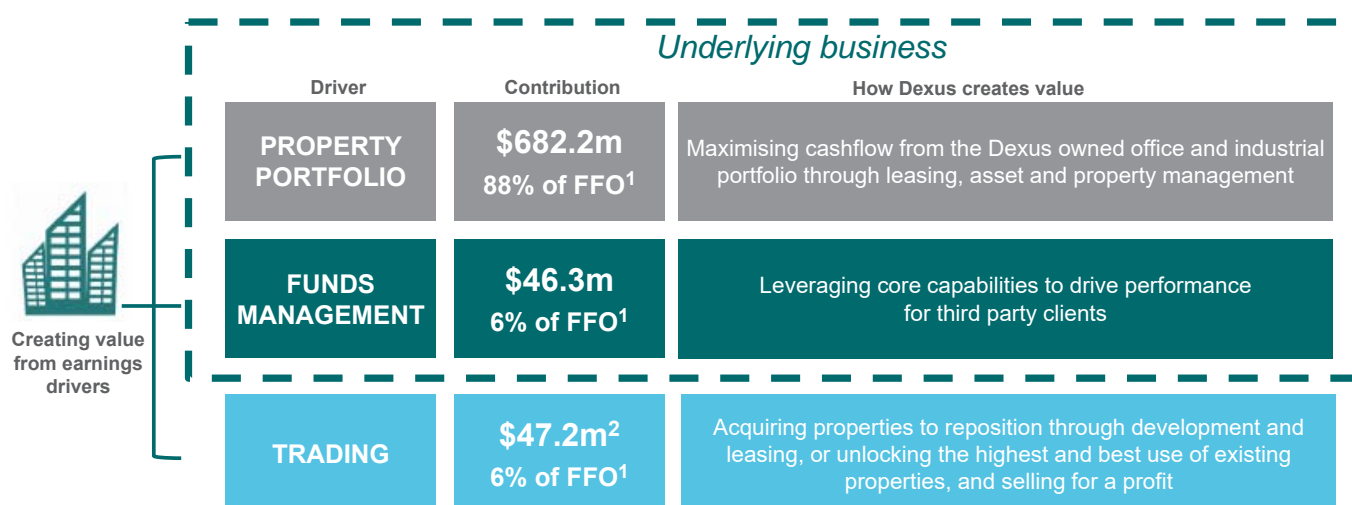 Underlying business
Driver
Contribution
How Dexus creates value
PROPERTY
PORTFOLIO
$682.2m
88% of FFO1
Maximising cashflow from the Dexus owned office and industrial
portfolio through leasing, asset and property management
FUNDS
MANAGEMENT
$46.3m
6% of FFO1
Leveraging core capabilities to drive performance
for third party clients
Creating value
from earnings
drivers
TRADING
$47.2m2
6% of FFO1
Acquiring properties to reposition through development and
leasing, or unlocking the highest and best use of existing
properties, and selling for a profit